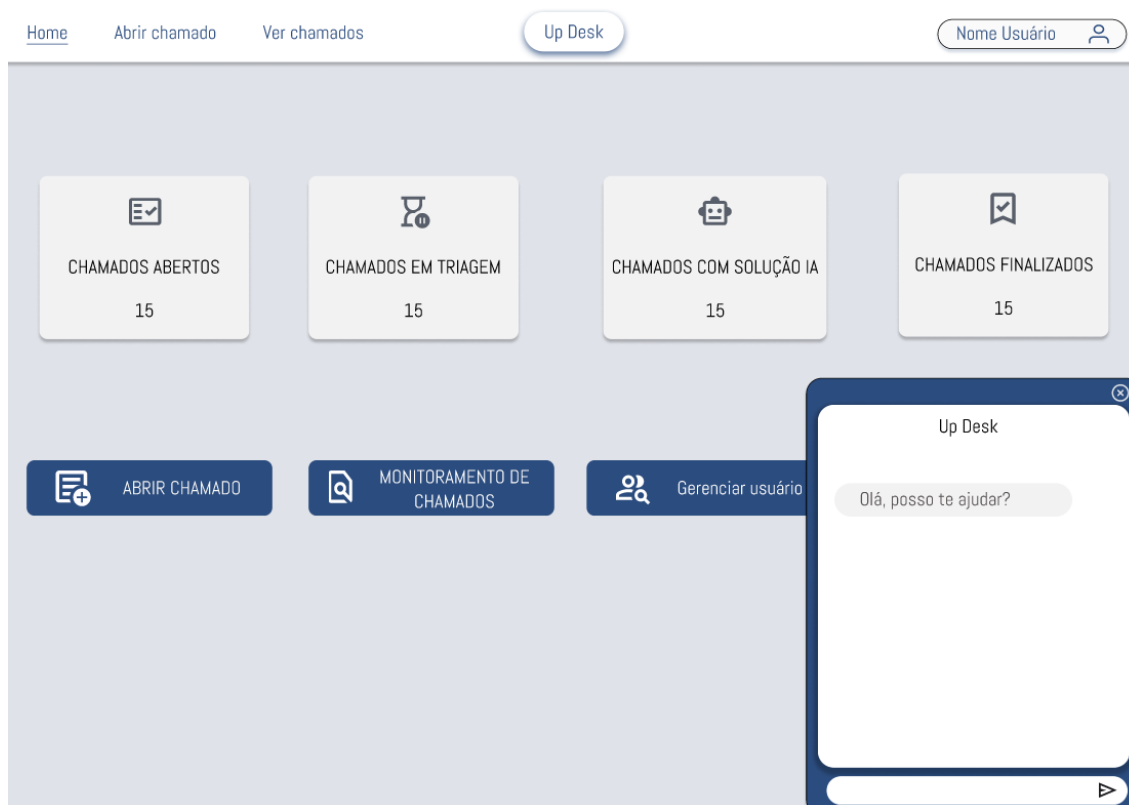 Home
Abrir chamado
Ver chamados
Up Desk
Nome Usuário
CHAMADOS ABERTOS
15
CHAMADOS EM TRIAGEM
15
CHAMADOS COM SOLUÇÃO IA
15
CHAMADOS FINALIZADOS
15
ABRIR CHAMADO
MONITORAMENTO DE
CHAMADOS
Gerenciar usuário
Up Desk
Olá, posso te ajudar?